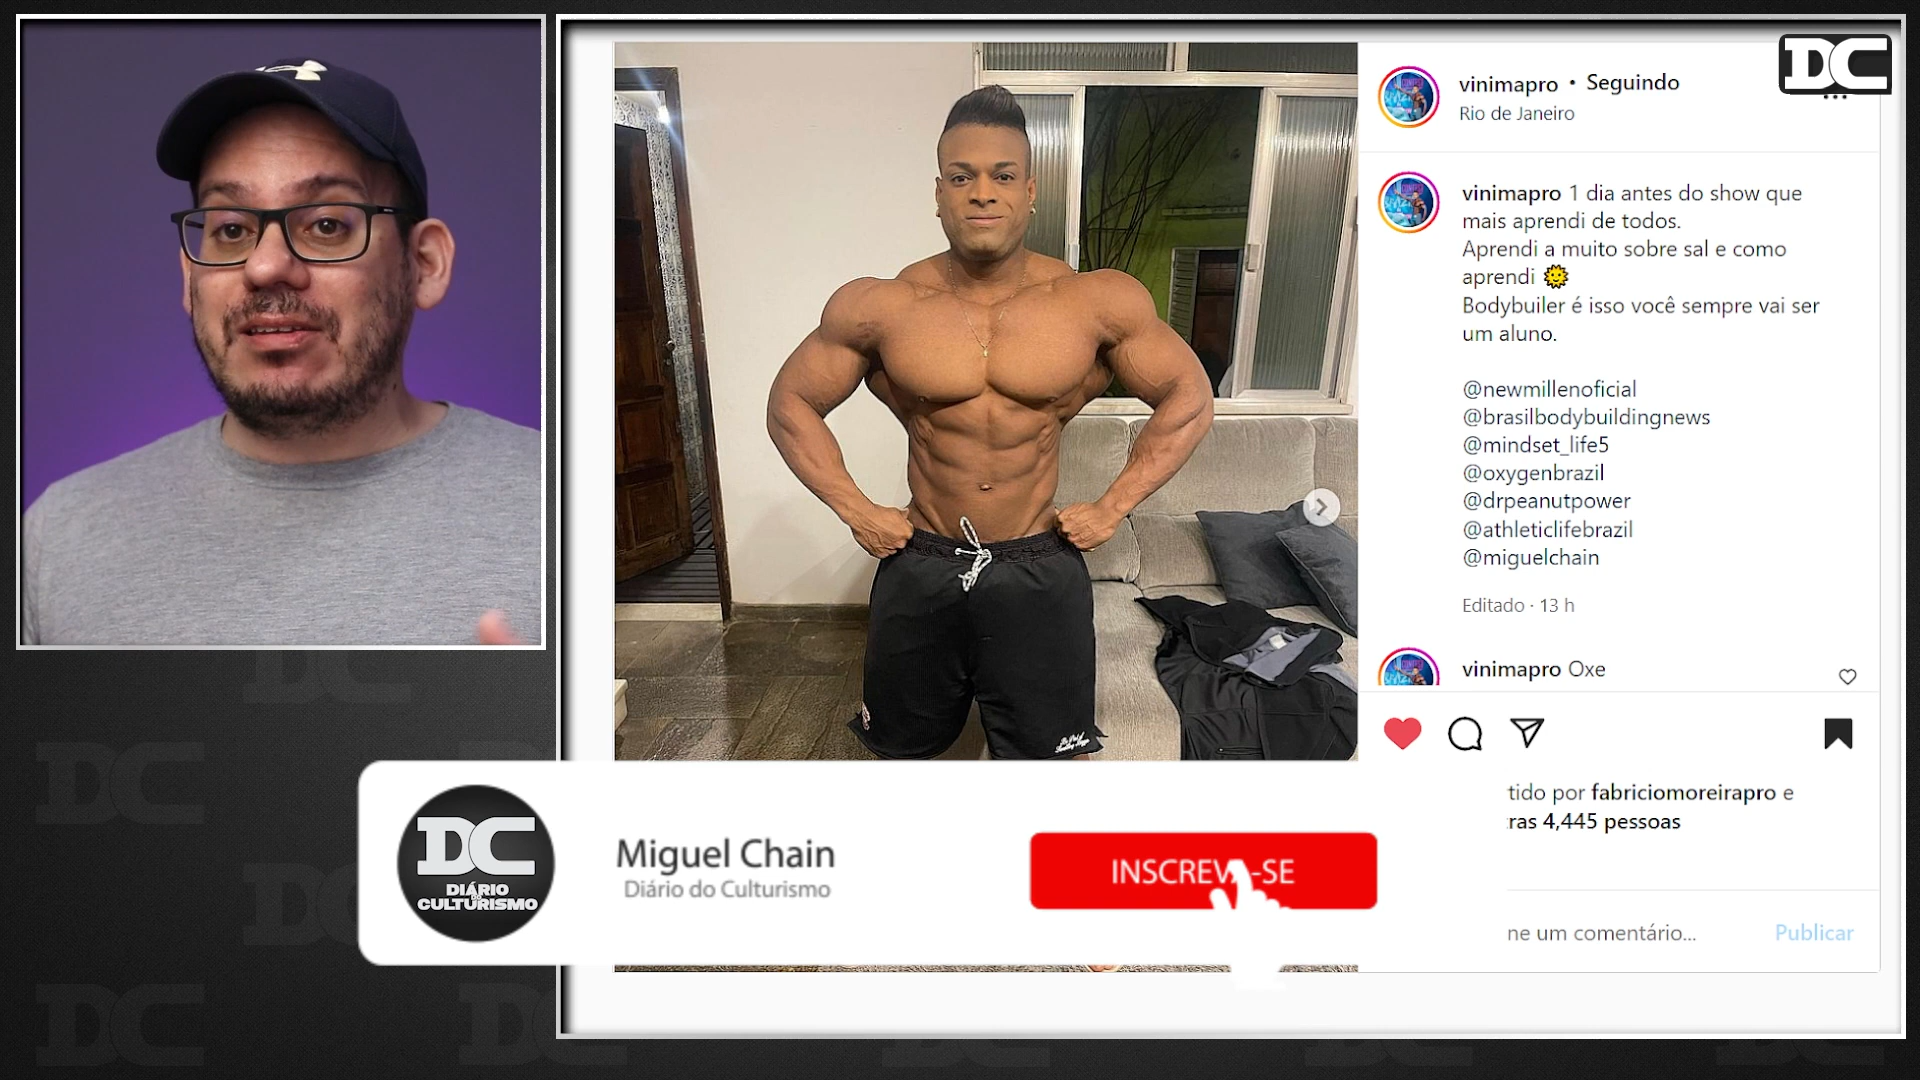 DC
vinimapro • Seguindo
Rio de Janeiro
vinimapro 1 dia antes do show que
mais aprendi de todos.
Aprendi a muito sobre sal e como
aprendi 🌞
Bodybuiler é isso você sempre vai ser
um aluno.
@newmillenoficial
@brasilbodybuildingnews
@mindset_life5
@oxygenbrazil
@drpeanutpower
@athleticlifebrazil
@miguelchain
Editado · 13 h
vinimapro Oxe
tido por fabriciomoreirapro e
ras 4,445 pessoas
ne um comentário... Publicar
DC
DIÁRIO
DO
CULTURISMO
Miguel Chain
Diário do Culturismo
INSCREVA-SE